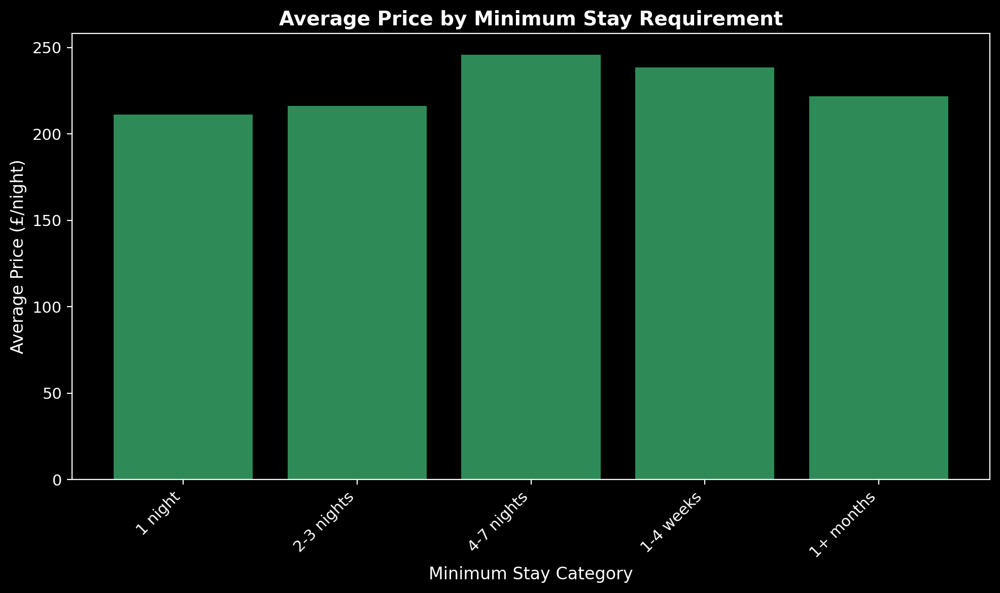 Average Price by Minimum Stay Requirement
Average Price (£/night)
250
200
150
100
50
0
1 night
2-3 nights
4-7 nights
1-4 weeks
1+ months
Minimum Stay Category